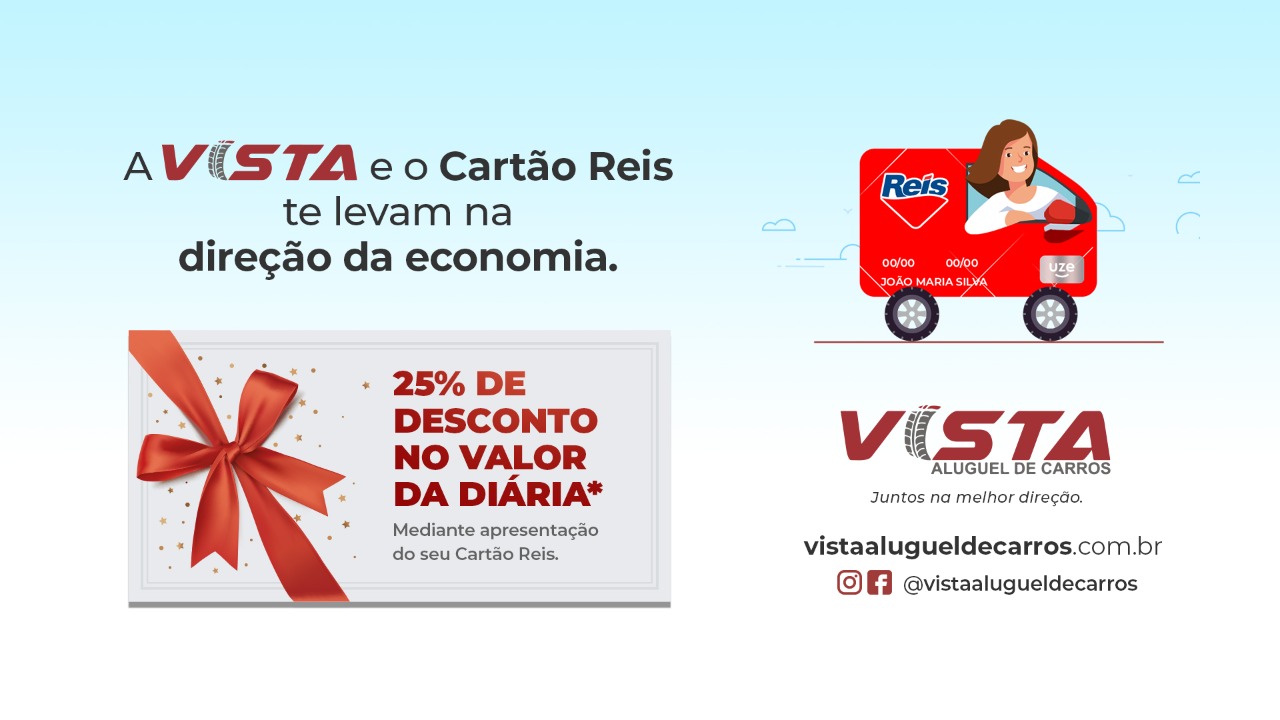 A VISTA e o Cartão Reis
te levam na
direção da economia.
25% DE
DESCONTO
NO VALOR
DA DIÁRIA*
Mediante apresentação
do seu Cartão Reis.
Reis
00/00 00/00
uze
JOÃO MARIA SILVA
VISTA
ALUGUEL DE CARROS
Juntos na melhor direção.
vistaalugueldecarros.com.br
@vistaalugueldecarros